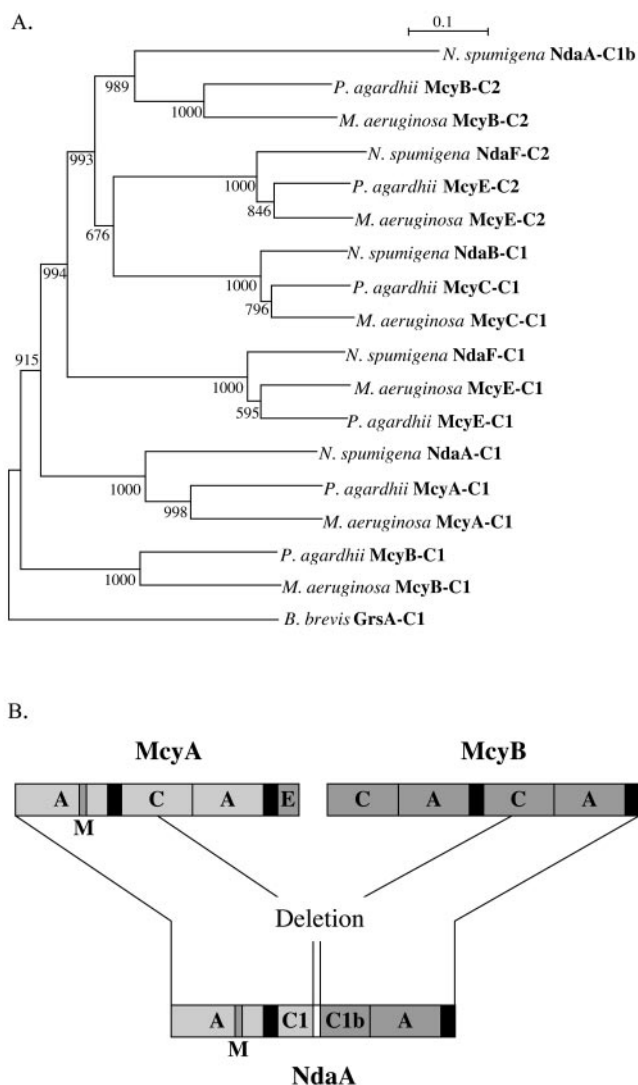 A.
0.1
N. spumigena NdaA-C1b
989
P. agardhii McyB-C2
1000
M. aeruginosa McyB-C2
993
N. spumigena NdaF-C2
1000
P. agardhii McyE-C2
846
M. aeruginosa McyE-C2
676
N. spumigena NdaB-C1
1000
P. agardhii McyC-C1
994
796
M. aeruginosa McyC-C1
915
N. spumigena NdaF-C1
1000
M. aeruginosa McyE-C1
595
P. agardhii McyE-C1
N. spumigena NdaA-C1
1000
P. agardhii McyA-C1
998
M. aeruginosa McyA-C1
P. agardhii McyB-C1
1000
M. aeruginosa McyB-C1
B. brevis GrsA-C1
B.
McyA McyB
A C A E C A C A
M
Deletion
A C1 C1b A
M
NdaA